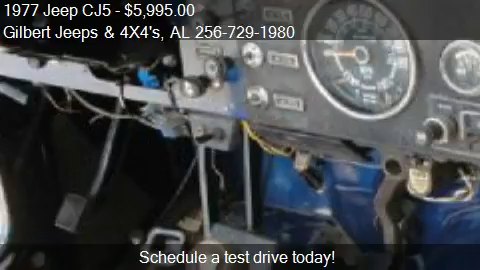 1977 Jeep CJ5 - $5,995.00
Gilbert Jeeps & 4X4's, AL 256-729-1980
Schedule a test drive today!